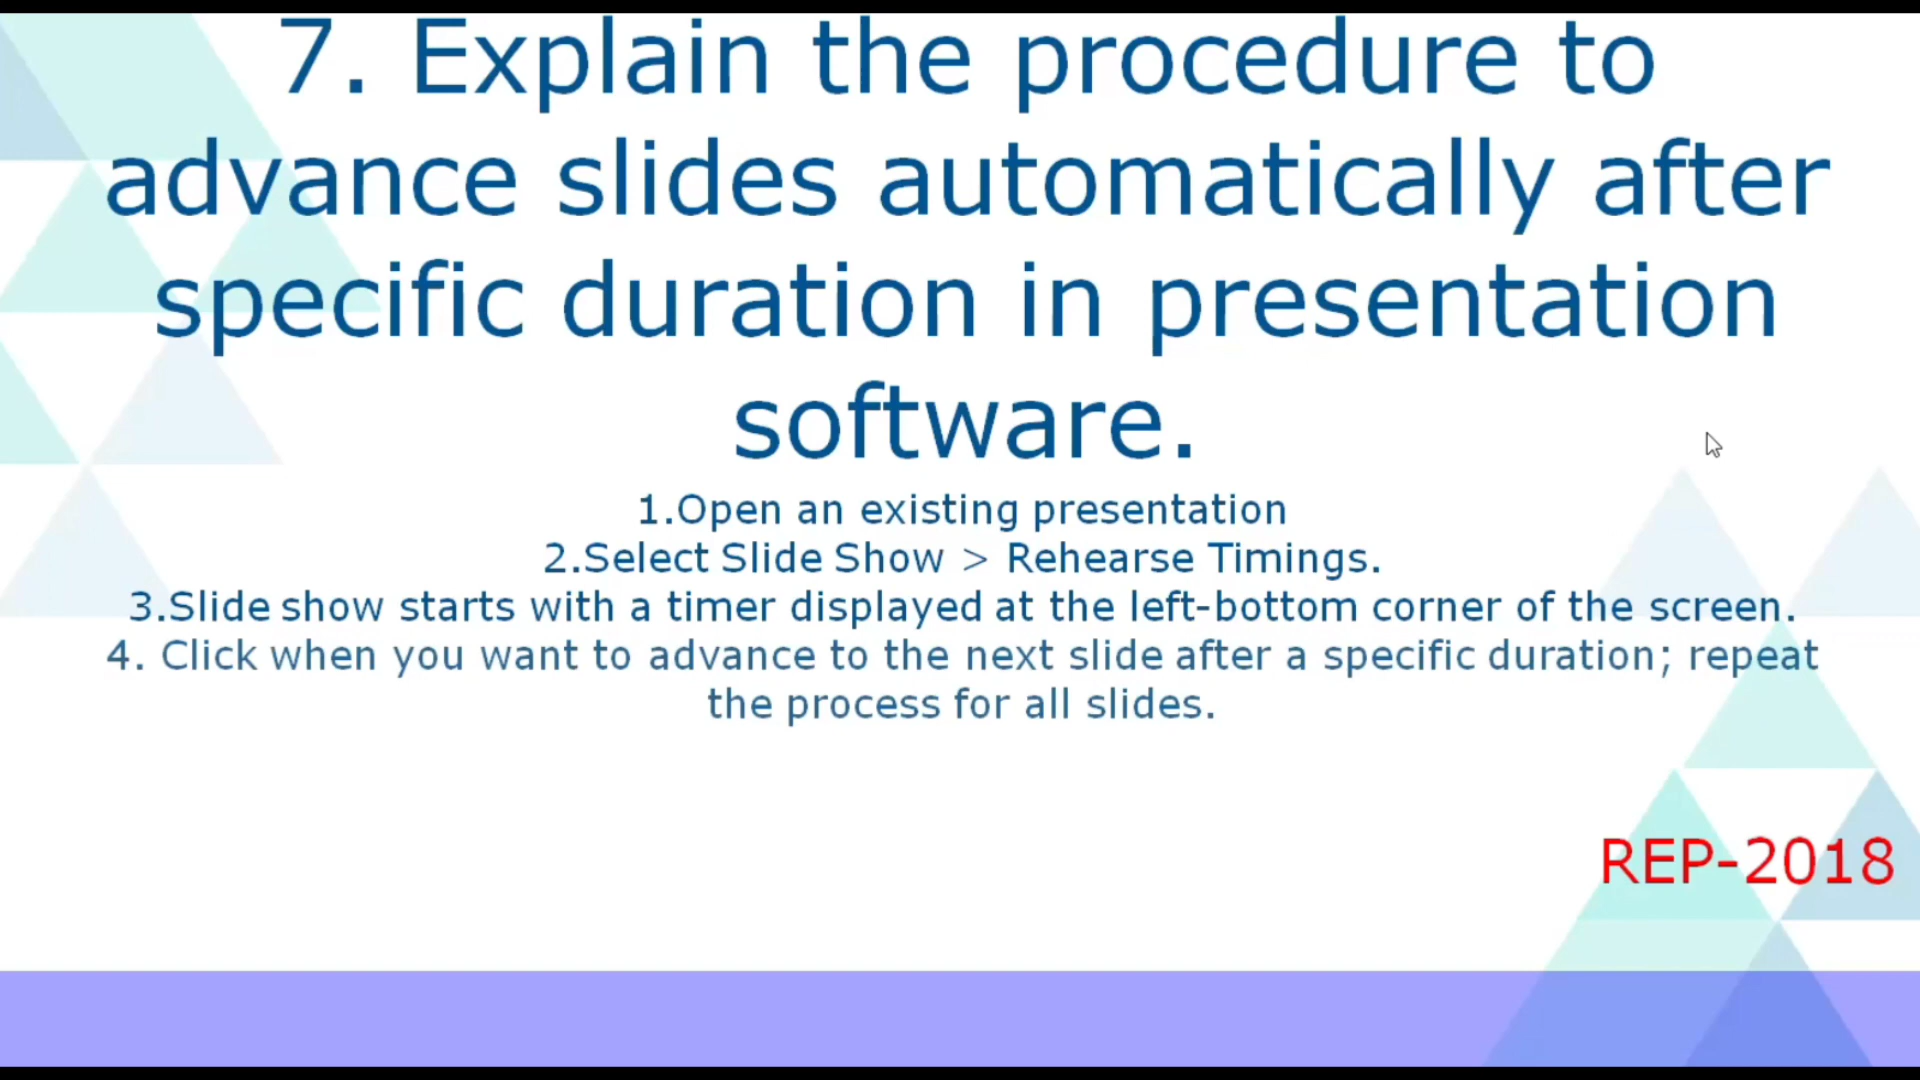 7. Explain the procedure to
advance slides automatically after
specific duration in presentation
software.
1.Open an existing presentation
2.Select Slide Show > Rehearse Timings.
3.Slide show starts with a timer displayed at the left-bottom corner of the screen.
4. Click when you want to advance to the next slide after a specific duration; repeat
the process for all slides.
REP-2018